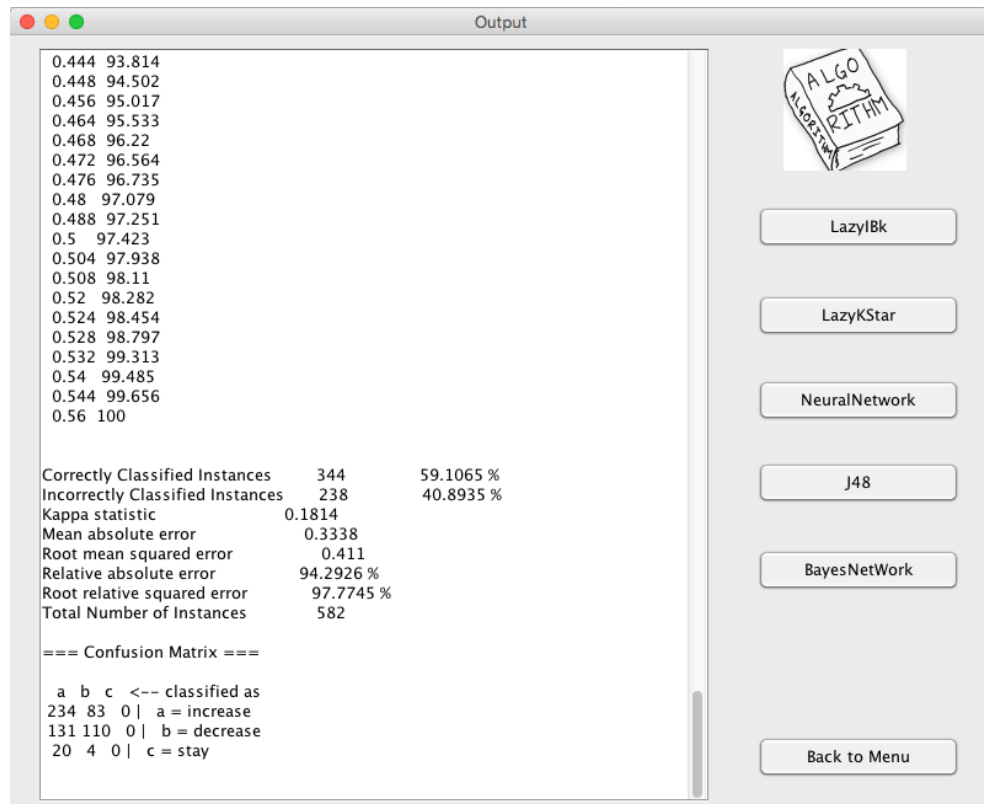 Output
0.444 93.814
0.448 94.502
0.456 95.017
0.464 95.533
0.468 96.22
0.472 96.564
0.476 96.735
0.48 97.079
0.488 97.251
0.5 97.423
0.504 97.938
0.508 98.11
0.52 98.282
0.524 98.454
0.528 98.797
0.532 99.313
0.54 99.485
0.544 99.656
0.56 100
Correctly Classified Instances 344 59.1065 %
Incorrectly Classified Instances 238 40.8935 %
Kappa statistic 0.1814
Mean absolute error 0.3338
Root mean squared error 0.411
Relative absolute error 94.2926 %
Root relative squared error 97.7745 %
Total Number of Instances 582
=== Confusion Matrix ===
a b c <-- classified as
234 83 0 | a = increase
131 110 0 | b = decrease
20 4 0 | c = stay
ALGO
RITHM
ALGORITHM
LazyIBk
LazyKStar
NeuralNetwork
J48
BayesNetWork
Back to Menu